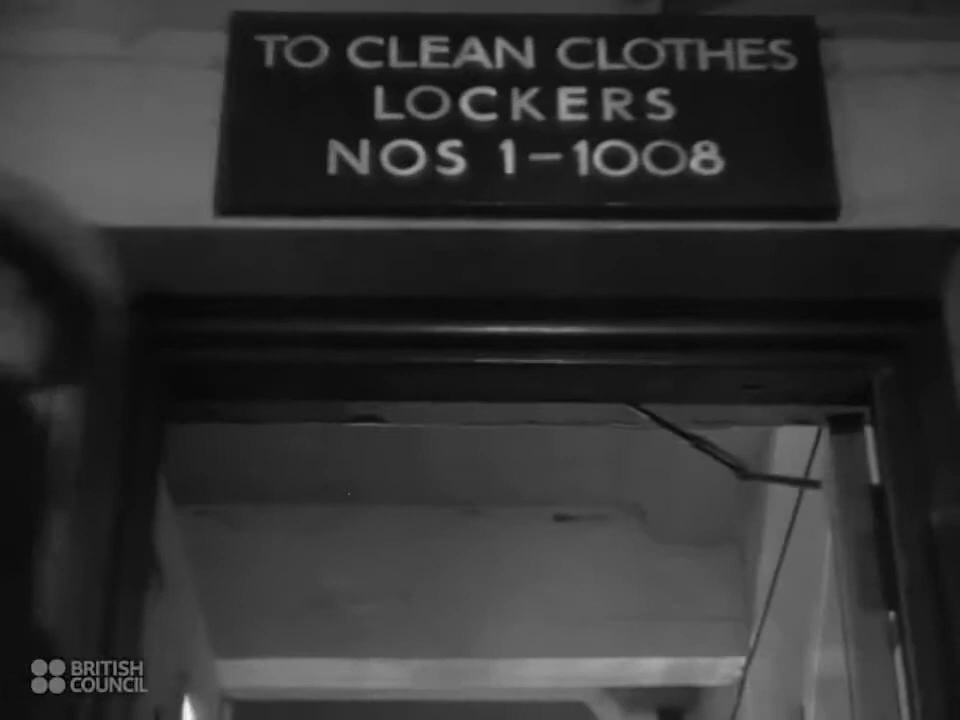 TO CLEAN CLOTHES
LOCKERS
NOS 1-1008
BRITISH
COUNCIL